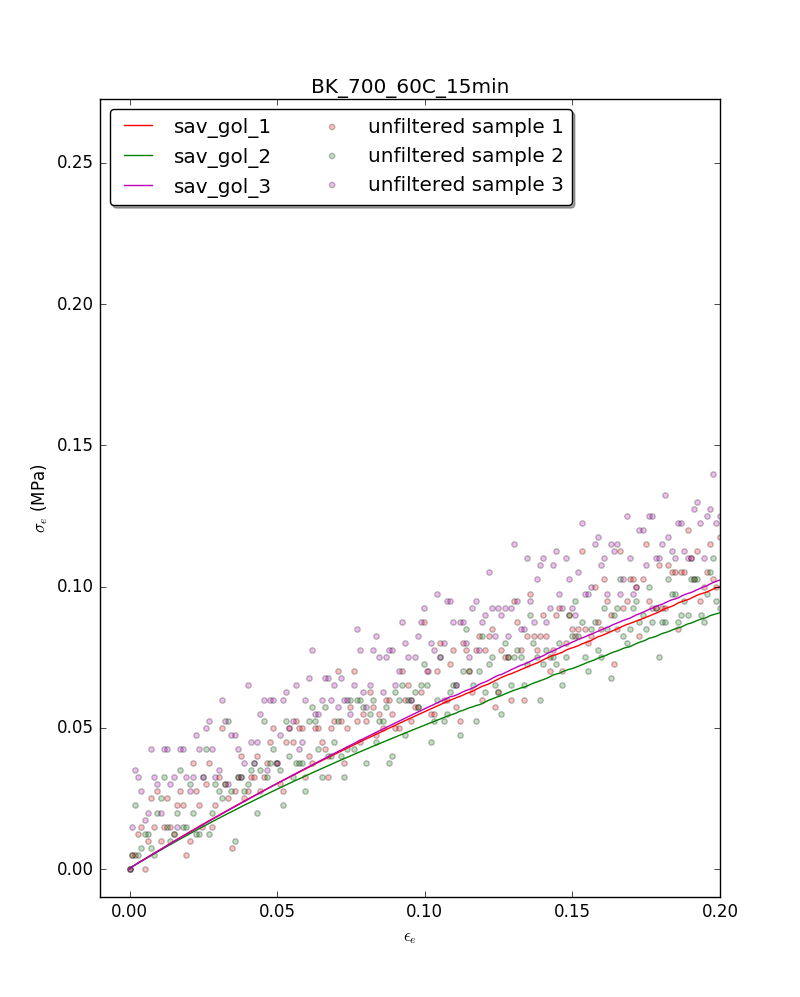 BK_700_60C_15min
sav_gol_1
sav_gol_2
sav_gol_3
unfiltered sample 1
unfiltered sample 2
unfiltered sample 3
0.25
0.20
0.15
0.10
0.05
0.00
σₑ (MPa)
0.00 0.05 0.10 0.15 0.20
ϵₑ